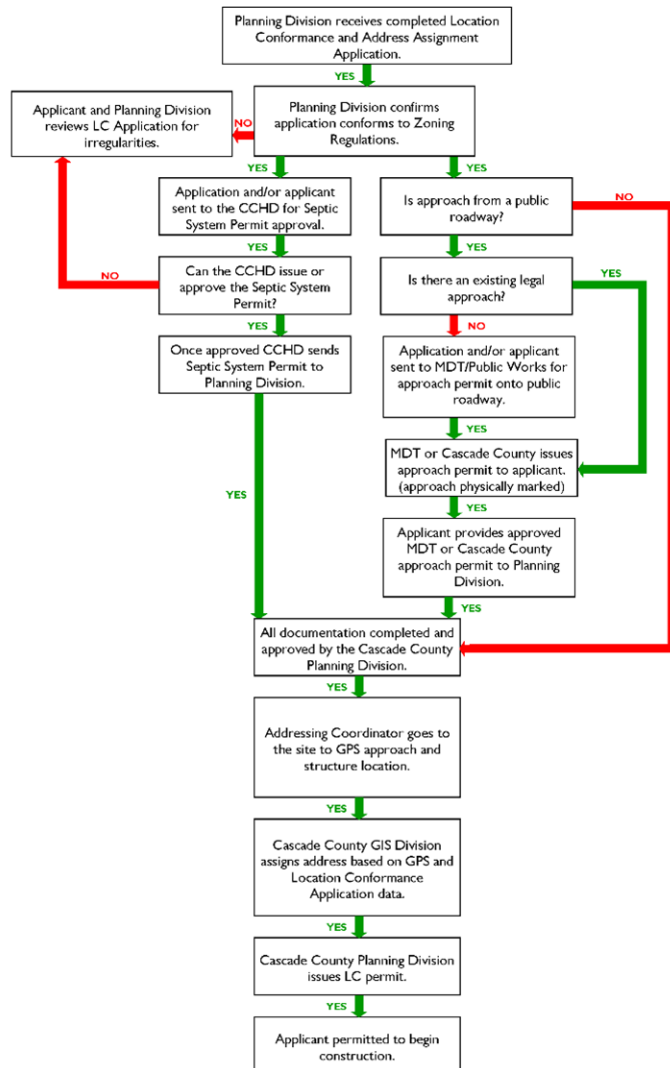 Planning Division receives completed Location
Conformance and Address Assignment
Application.
YES
Applicant and Planning Division
reviews LC Application for
irregularities.
NO
Planning Division confirms
application conforms to Zoning
Regulations.
YES
YES
Application and/or applicant
sent to the CCHD for Septic
System Permit approval.
Is approach from a public
roadway?
NO
YES
YES
YES
NO
Can the CCHD issue or
approve the Septic System
Permit?
Is there an existing legal
approach?
YES
NO
Once approved CCHD sends
Septic System Permit to
Planning Division.
Application and/or applicant
sent to MDT/Public Works for
approach permit onto public
roadway.
YES
MDT or Cascade County issues
approach permit to applicant.
(approach physically marked)
YES
YES
Applicant provides approved
MDT or Cascade County
approach permit to Planning
Division.
YES
All documentation completed and
approved by the Cascade County
Planning Division.
YES
Addressing Coordinator goes to
the site to GPS approach and
structure location.
YES
Cascade County GIS Division
assigns address based on GPS and
Location Conformance
Application data.
YES
Cascade County Planning Division
issues LC permit.
YES
Applicant permitted to begin
construction.